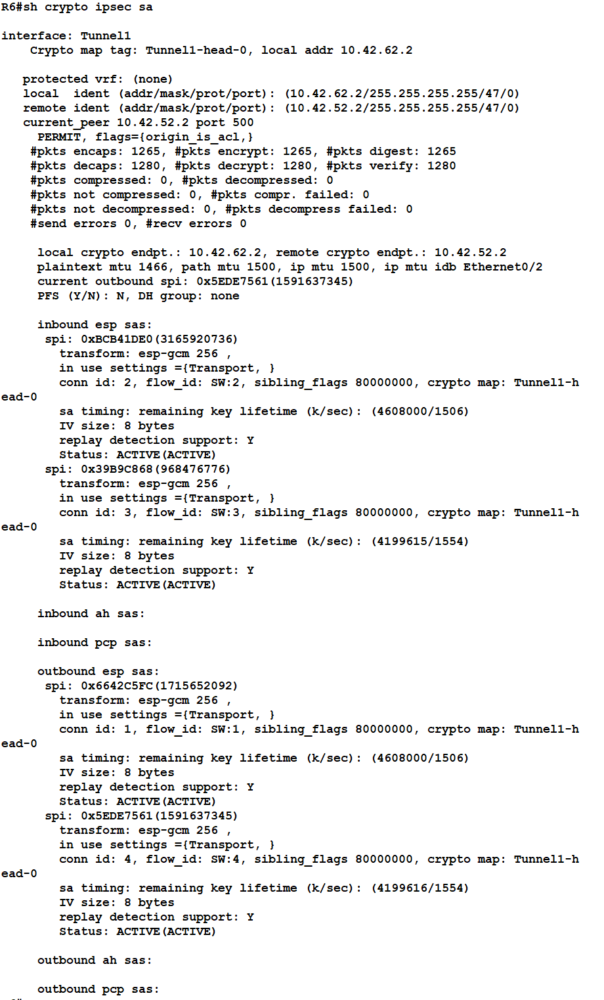 R6#sh crypto ipsec sa
interface: Tunnel1
    Crypto map tag: Tunnel1-head-0, local addr 10.42.62.2
   protected vrf: (none)
   local  ident (addr/mask/prot/port): (10.42.62.2/255.255.255.255/47/0)
   remote ident (addr/mask/prot/port): (10.42.52.2/255.255.255.255/47/0)
   current_peer 10.42.52.2 port 500
     PERMIT, flags={origin_is_acl,}
    #pkts encaps: 1265, #pkts encrypt: 1265, #pkts digest: 1265
    #pkts decaps: 1280, #pkts decrypt: 1280, #pkts verify: 1280
    #pkts compressed: 0, #pkts decompressed: 0
    #pkts not compressed: 0, #pkts compr. failed: 0
    #pkts not decompressed: 0, #pkts decompress failed: 0
    #send errors 0, #recv errors 0
     local crypto endpt.: 10.42.62.2, remote crypto endpt.: 10.42.52.2
     plaintext mtu 1466, path mtu 1500, ip mtu 1500, ip mtu idb Ethernet0/2
     current outbound spi: 0x5EDE7561(1591637345)
     PFS (Y/N): N, DH group: none
     inbound esp sas:
      spi: 0xBCB41DE0(3165920736)
        transform: esp-gcm 256 ,
        in use settings ={Transport, }
        conn id: 2, flow_id: SW:2, sibling_flags 80000000, crypto map: Tunnel1-h
ead-0
        sa timing: remaining key lifetime (k/sec): (4608000/1506)
        IV size: 8 bytes
        replay detection support: Y
        Status: ACTIVE(ACTIVE)
      spi: 0x39B9C868(968476776)
        transform: esp-gcm 256 ,
        in use settings ={Transport, }
        conn id: 3, flow_id: SW:3, sibling_flags 80000000, crypto map: Tunnel1-h
ead-0
        sa timing: remaining key lifetime (k/sec): (4199615/1554)
        IV size: 8 bytes
        replay detection support: Y
        Status: ACTIVE(ACTIVE)
     inbound ah sas:
     inbound pcp sas:
     outbound esp sas:
      spi: 0x6642C5FC(1715652092)
        transform: esp-gcm 256 ,
        in use settings ={Transport, }
        conn id: 1, flow_id: SW:1, sibling_flags 80000000, crypto map: Tunnel1-h
ead-0
        sa timing: remaining key lifetime (k/sec): (4608000/1506)
        IV size: 8 bytes
        replay detection support: Y
        Status: ACTIVE(ACTIVE)
      spi: 0x5EDE7561(1591637345)
        transform: esp-gcm 256 ,
        in use settings ={Transport, }
        conn id: 4, flow_id: SW:4, sibling_flags 80000000, crypto map: Tunnel1-h
ead-0
        sa timing: remaining key lifetime (k/sec): (4199616/1554)
        IV size: 8 bytes
        replay detection support: Y
        Status: ACTIVE(ACTIVE)
     outbound ah sas:
     outbound pcp sas: